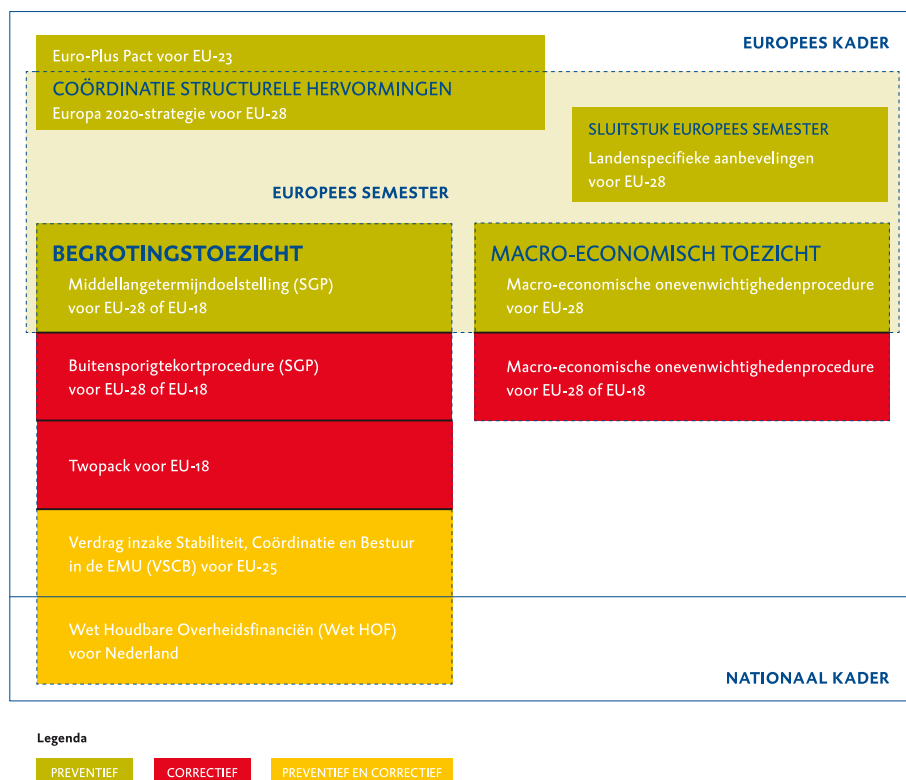 EUROPEES KADER
Euro-Plus Pact voor EU-23
COÖRDINATIE STRUCTURELE HERVORMINGEN
Europa 2020-strategie voor EU-28
SLUITSTUK EUROPEES SEMESTER
Landenspecifieke aanbevelingen
voor EU-28
EUROPEES SEMESTER
BEGROTINGSTOEZICHT
Middellangetermijndoelstelling (SGP)
voor EU-28 of EU-18
MACRO-ECONOMISCH TOEZICHT
Macro-economische onevenwichtighedenprocedure
voor EU-28
Buitensporigtekortprocedure (SGP)
voor EU-28 of EU-18
Macro-economische onevenwichtighedenprocedure
voor EU-28 of EU-18
Twopack voor EU-18
Verdrag inzake Stabiliteit, Coördinatie en Bestuur
in de EMU (VSCB) voor EU-25
Wet Houdbare Overheidsfinanciën (Wet HOF)
voor Nederland
NATIONAAL KADER
Legenda
PREVENTIEF
CORRECTIEF
PREVENTIEF EN CORRECTIEF